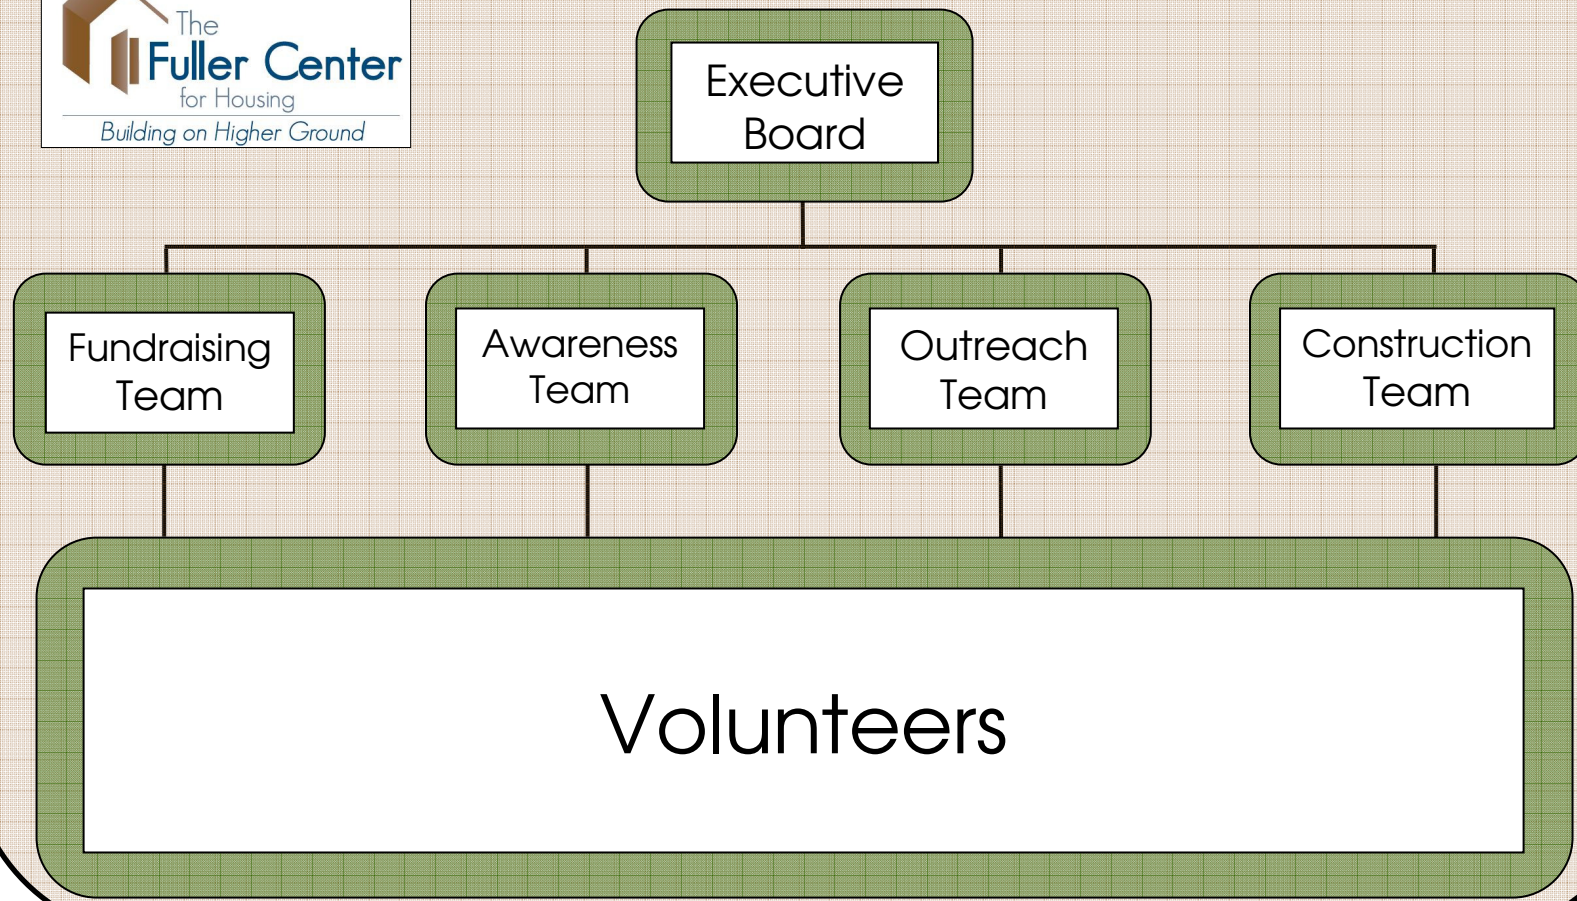 The
Fuller Center
for Housing
Building on Higher Ground
Executive
Board
Fundraising
Team
Awareness
Team
Outreach
Team
Construction
Team
Volunteers